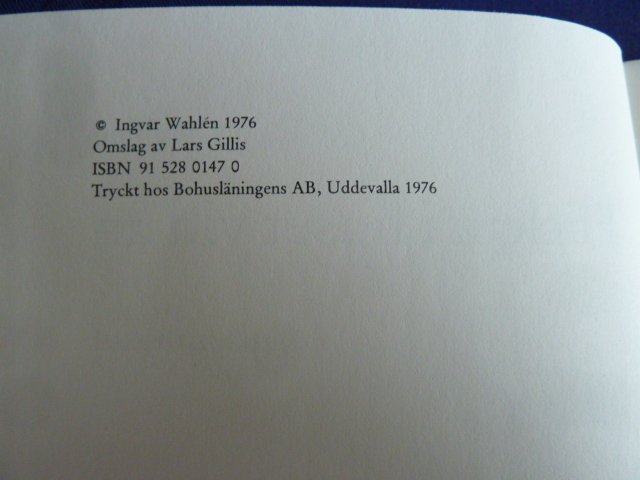 © Ingvar Wahlén 1976
Omslag av Lars Gillis
ISBN 91 528 0147 0
Tryckt hos Bohusläningens AB, Uddevalla 1976